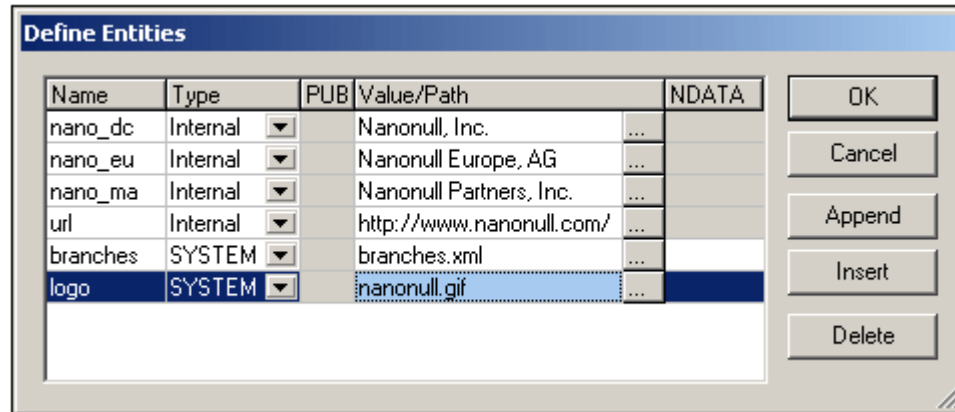 Define Entities
Name Type PUB Value/Path NDATA
nano_dc Internal Nanonull, Inc. ...
nano_eu Internal Nanonull Europe, AG ...
nano_ma Internal Nanonull Partners, Inc. ...
url Internal http://www.nanonull.com/ ...
branches SYSTEM branches.xml ...
logo SYSTEM nanonull.gif ...
OK
Cancel
Append
Insert
Delete